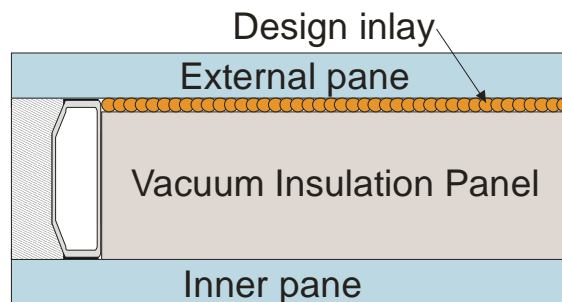 Design inlay
External pane
Vacuum Insulation Panel
Inner pane